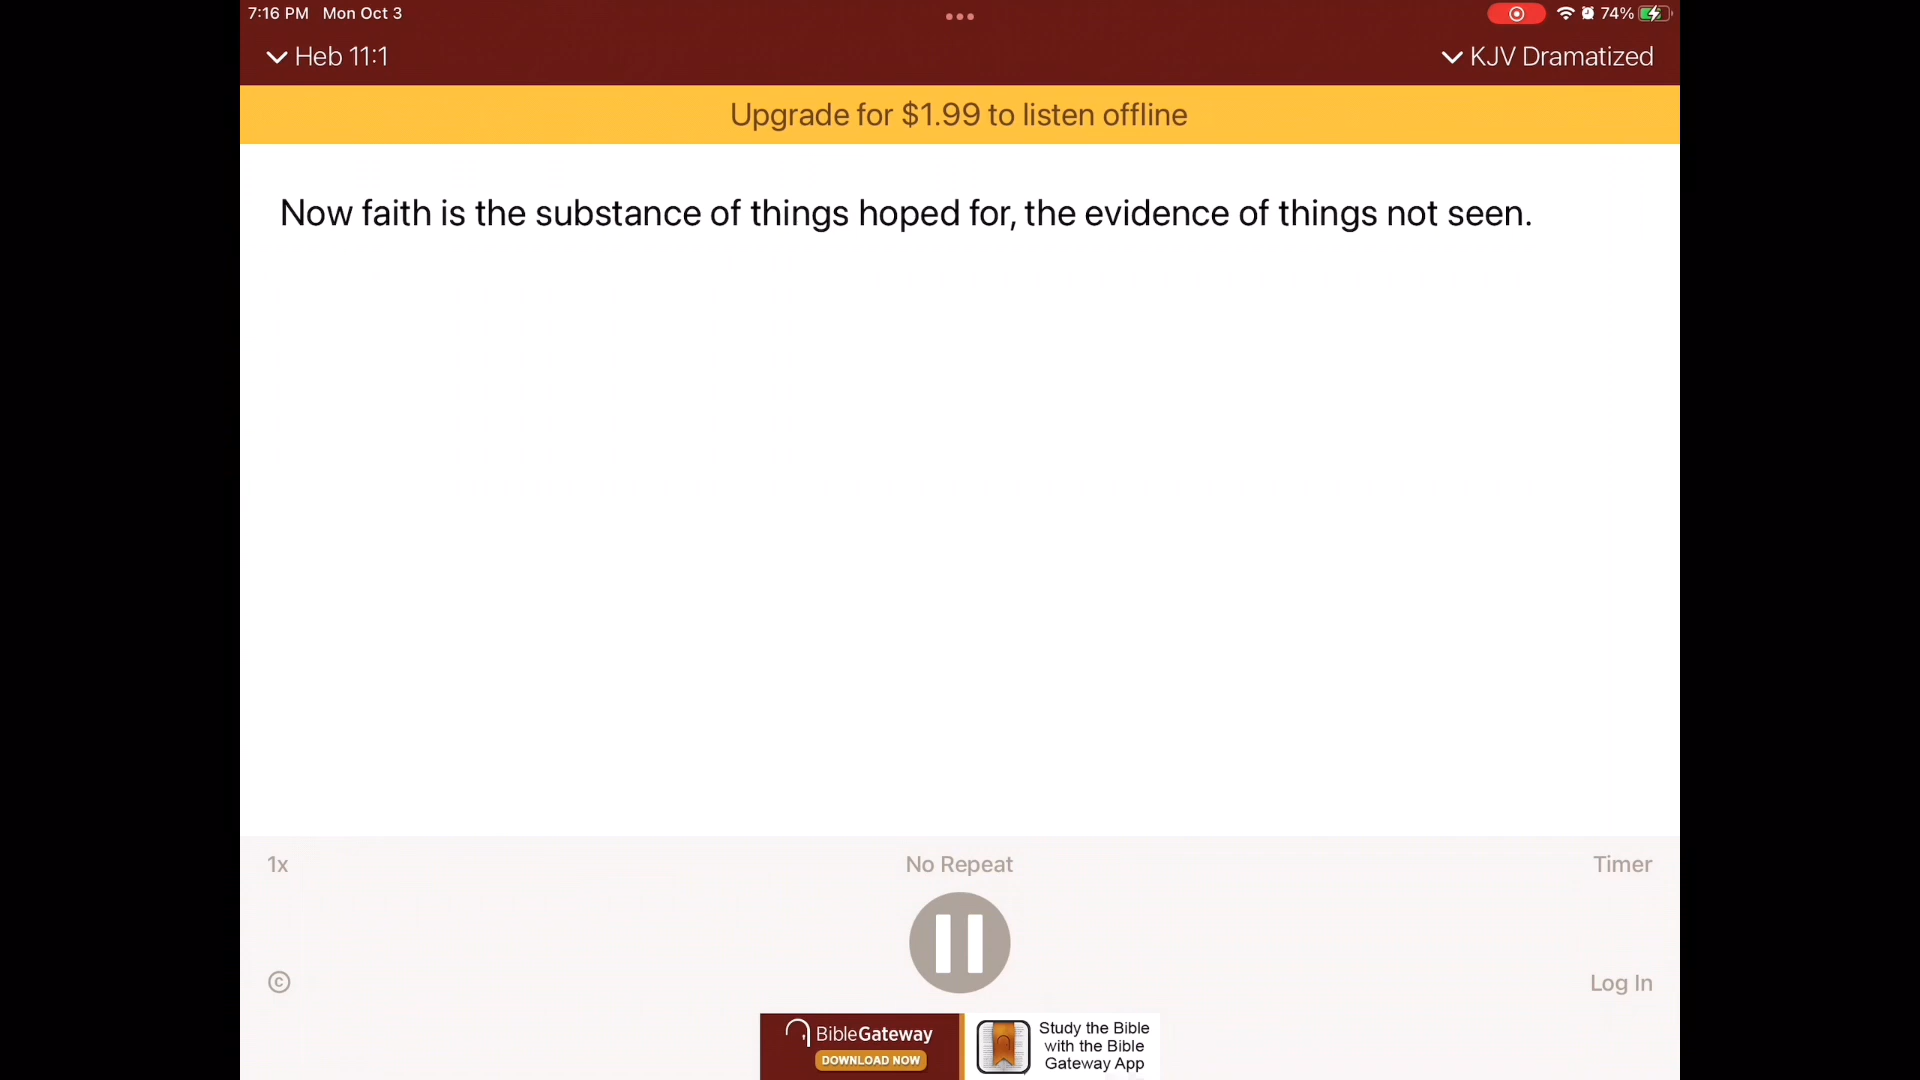 7:16 PM Mon Oct 3
74%
Heb 11:1
KJV Dramatized
Upgrade for $1.99 to listen offline
Now faith is the substance of things hoped for, the evidence of things not seen.
1x
No Repeat
Timer
©
Log In
BibleGateway
DOWNLOAD NOW
Study the Bible
with the Bible
Gateway App